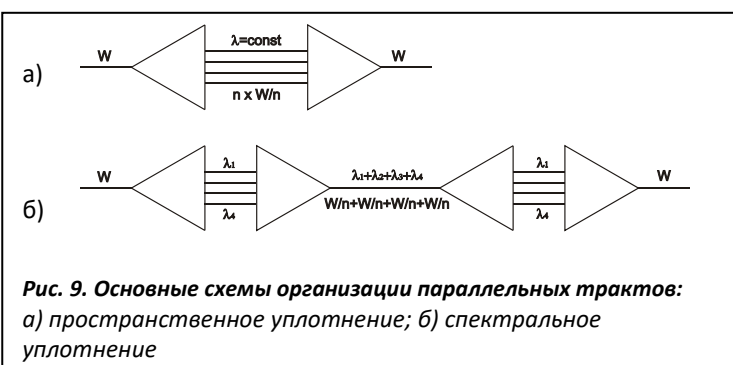 а)
W
λ=const
W
n x W/n
б)
W
λ1
λ4
λ1+λ2+λ3+λ4
W/n+W/n+W/n+W/n
λ1
λ4
W
Рис. 9. Основные схемы организации параллельных трактов:
а) пространственное уплотнение; б) спектральное
уплотнение